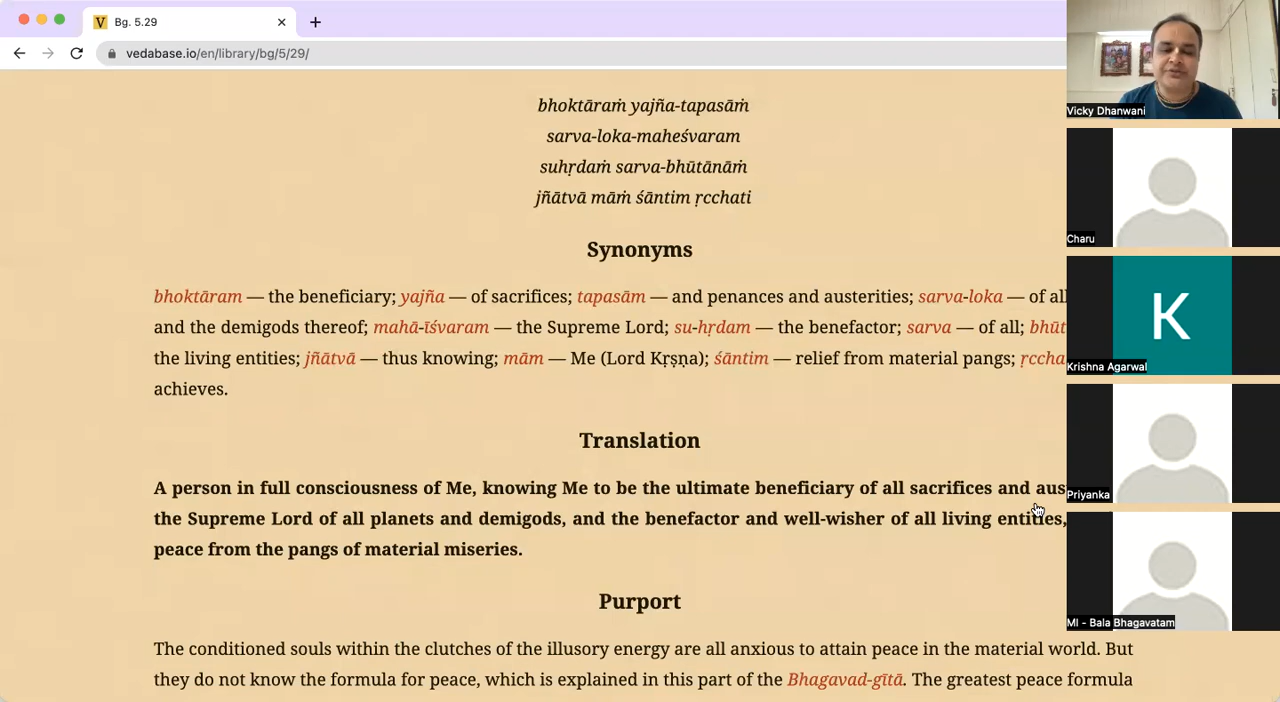 Bg. 5.29
vedabase.io/en/library/bg/5/29/
bhoktāraṁ yajña-tapasāṁ
sarva-loka-maheśvaram
suhṛdaṁ sarva-bhūtānāṁ
jñātvā māṁ śāntim ṛcchati
Synonyms
bhoktāram — the beneficiary; yajña — of sacrifices; tapasām — and penances and austerities; sarva-loka — of all
and the demigods thereof; mahā-īśvaram — the Supreme Lord; su-hṛdam — the benefactor; sarva — of all;
the living entities; jñātvā — thus knowing; mām — Me (Lord Kṛṣṇa); śāntim — relief from material pangs;
achieves.
Translation
A person in full consciousness of Me, knowing Me to be the ultimate beneficiary of all sacrifices and
the Supreme Lord of all planets and demigods, and the benefactor and well-wisher of all living entities,
peace from the pangs of material miseries.
Purport
The conditioned souls within the clutches of the illusory energy are all anxious to attain peace in the material world. But
they do not know the formula for peace, which is explained in this part of the Bhagavad-gītā. The greatest peace formula
Vicky Dhanwani
Charu
K
Krishna Agarwal
Priyanka
MI - Bala Bhagavatam